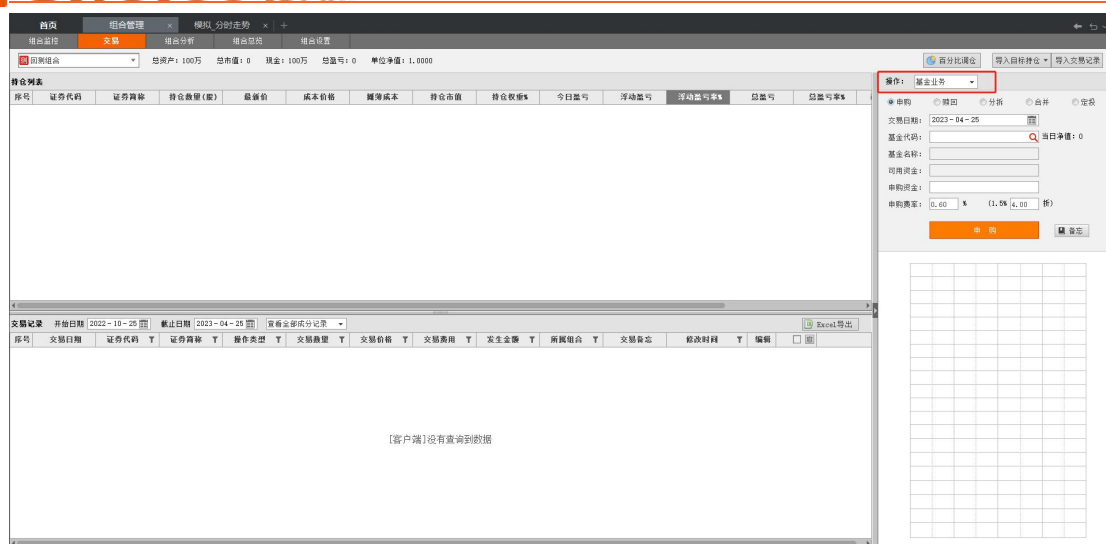 首页 组合管理 × 模拟_分时走势 × +
组合监控 交易 组合分析 组合总览 组合设置
回测组合 总资产: 100万 总市值: 0 现金: 100万 总盈亏: 0 单位净值: 1.0000 百分比调仓 导入目标持仓 导入交易记录
持仓列表
序号 证券代码 证券简称 持仓数量(股) 最新价 成本价格 摊薄成本 持仓市值 持仓权重% 今日盈亏 浮动盈亏 浮动盈亏率% 总盈亏 总盈亏率%
操作: 基金业务
申购 赎回 分拆 合并 定投
交易日期: 2023-04-25
基金代码: 当日净值: 0
基金名称:
可用资金:
申购资金:
申购费率: 0.60 % (1.5% 4.00 折)
申 购 备忘
交易记录 开始日期 2022-10-25 截止日期 2023-04-25 查看全部成分记录 Excel导出
序号 交易日期 证券代码 证券简称 操作类型 交易数量 交易价格 交易费用 发生金额 所属组合 交易备忘 修改时间 编辑
[客户端]没有查询到数据